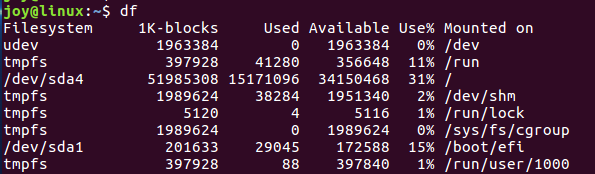 joy@linux:~$ df
Filesystem     1K-blocks     Used Available Use% Mounted on
udev             1963384        0   1963384   0% /dev
tmpfs             397928    41280    356648  11% /run
/dev/sda4       51985308 15171096  34150468  31% /
tmpfs            1989624    38284   1951340   2% /dev/shm
tmpfs               5120        4      5116   1% /run/lock
tmpfs            1989624        0   1989624   0% /sys/fs/cgroup
/dev/sda1         201633    29045    172588  15% /boot/efi
tmpfs             397928       88    397840   1% /run/user/1000